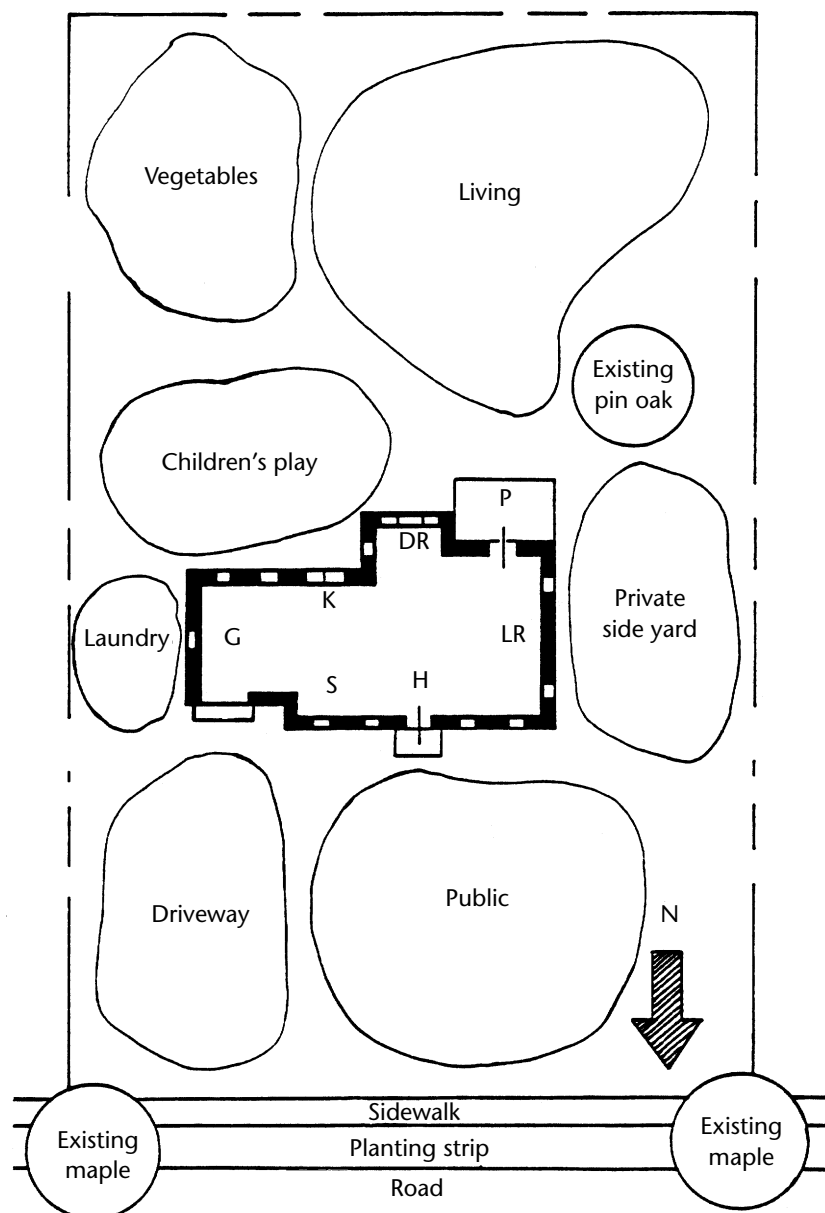 Vegetables
Living
Existing
pin oak
Children's play
P
DR
K
Private
side yard
Laundry
G
LR
S
H
Driveway
Public
N
Sidewalk
Existing
maple
Planting strip
Existing
maple
Road